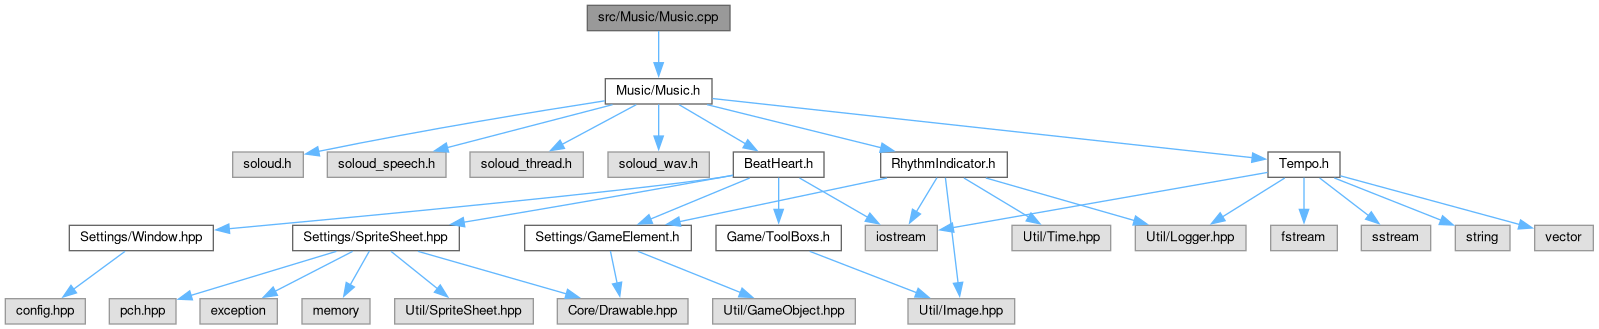 src/Music/Music.cpp
Music/Music.h
soloud.h
soloud_speech.h
soloud_thread.h
soloud_wav.h
BeatHeart.h
RhythmIndicator.h
Tempo.h
Settings/Window.hpp
Settings/SpriteSheet.hpp
Settings/GameElement.h
Game/ToolBoxs.h
iostream
Util/Time.hpp
Util/Logger.hpp
fstream
sstream
string
vector
config.hpp
pch.hpp
exception
memory
Util/SpriteSheet.hpp
Core/Drawable.hpp
Util/GameObject.hpp
Util/Image.hpp